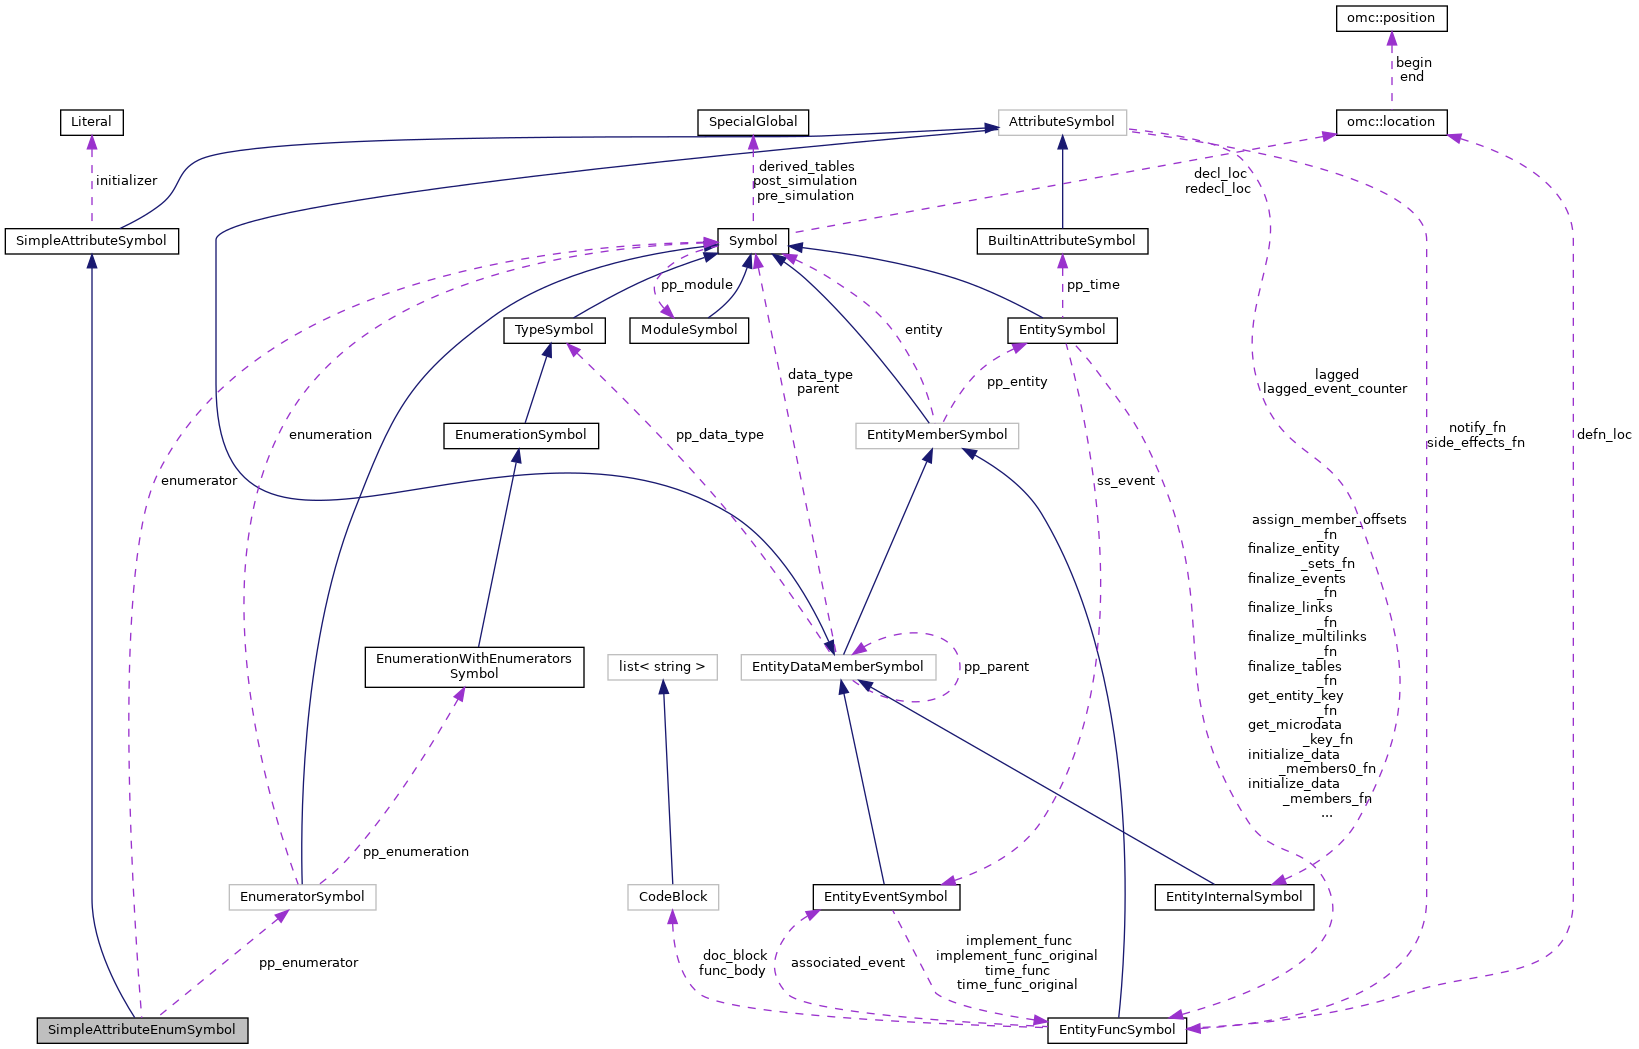 omc::position
begin
end
Literal
SpecialGlobal
AttributeSymbol
omc::location
initializer
derived_tables
post_simulation
pre_simulation
decl_loc
redecl_loc
SimpleAttributeSymbol
Symbol
BuiltinAttributeSymbol
pp_module
pp_time
TypeSymbol
ModuleSymbol
entity
EntitySymbol
data_type
parent
pp_entity
lagged
lagged_event_counter
enumeration
EnumerationSymbol
pp_data_type
EntityMemberSymbol
notify_fn
side_effects_fn
defn_loc
enumerator
ss_event
assign_member_offsets
_fn
finalize_entity
_sets_fn
finalize_events
_fn
finalize_links
_fn
finalize_multilinks
_fn
finalize_tables
_fn
get_entity_key
_fn
get_microdata
_key_fn
initialize_data
_members0_fn
initialize_data
_members_fn
...
EnumerationWithEnumerators
Symbol
list< string >
EntityDataMemberSymbol
pp_parent
pp_enumeration
EnumeratorSymbol
CodeBlock
EntityEventSymbol
EntityInternalSymbol
pp_enumerator
doc_block
func_body
associated_event
implement_func
implement_func_original
time_func
time_func_original
SimpleAttributeEnumSymbol
EntityFuncSymbol